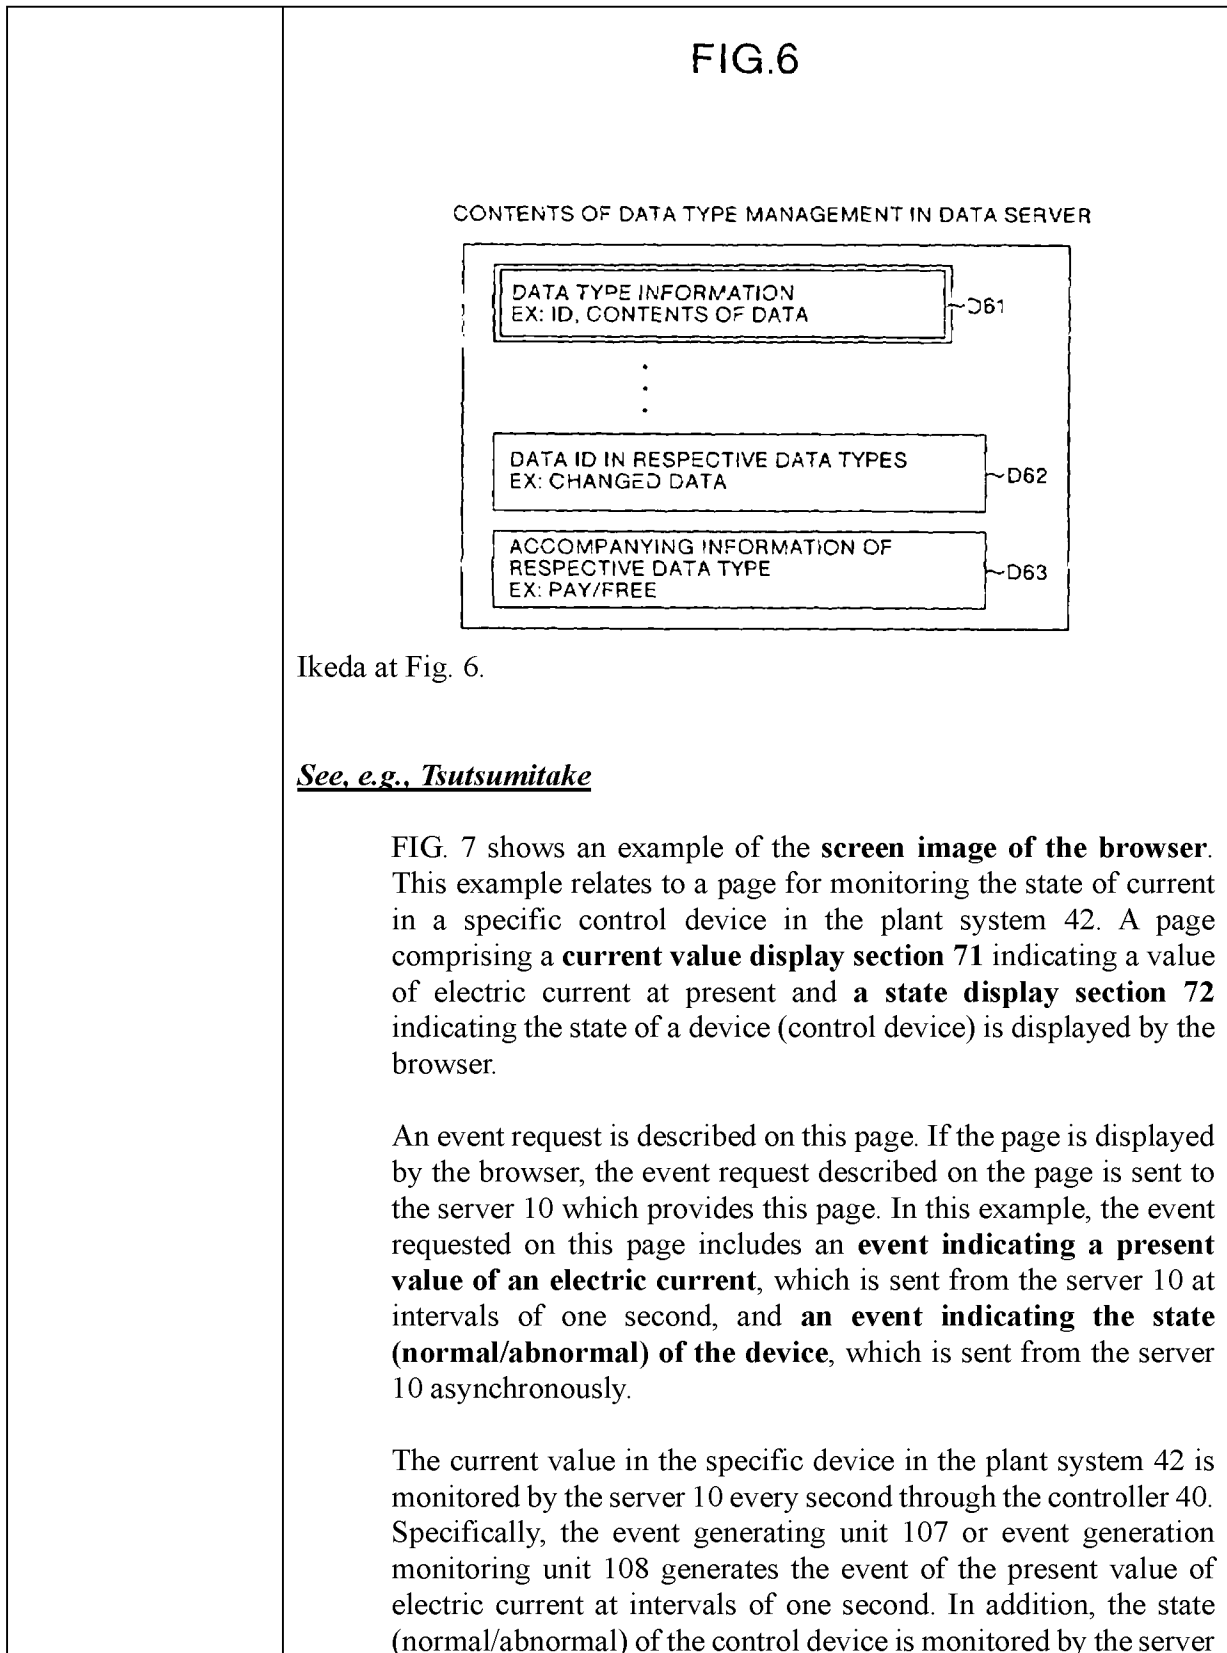 FIG.6
CONTENTS OF DATA TYPE MANAGEMENT IN DATA SERVER
DATA TYPE INFORMATION
EX: ID, CONTENTS OF DATA
D61
DATA ID IN RESPECTIVE DATA TYPES
EX: CHANGED DATA
D62
ACCOMPANYING INFORMATION OF
RESPECTIVE DATA TYPE
EX: PAY/FREE
D63
Ikeda at Fig. 6.
See, e.g., Tsutsumitake
FIG. 7 shows an example of the screen image of the browser.
This example relates to a page for monitoring the state of current
in a specific control device in the plant system 42. A page
comprising a current value display section 71 indicating a value
of electric current at present and a state display section 72
indicating the state of a device (control device) is displayed by the
browser.
An event request is described on this page. If the page is displayed
by the browser, the event request described on the page is sent to
the server 10 which provides this page. In this example, the event
requested on this page includes an event indicating a present
value of an electric current, which is sent from the server 10 at
intervals of one second, and an event indicating the state
(normal/abnormal) of the device, which is sent from the server
10 asynchronously.
The current value in the specific device in the plant system 42 is
monitored by the server 10 every second through the controller 40.
Specifically, the event generating unit 107 or event generation
monitoring unit 108 generates the event of the present value of
electric current at intervals of one second. In addition, the state
(normal/abnormal) of the control device is monitored by the server